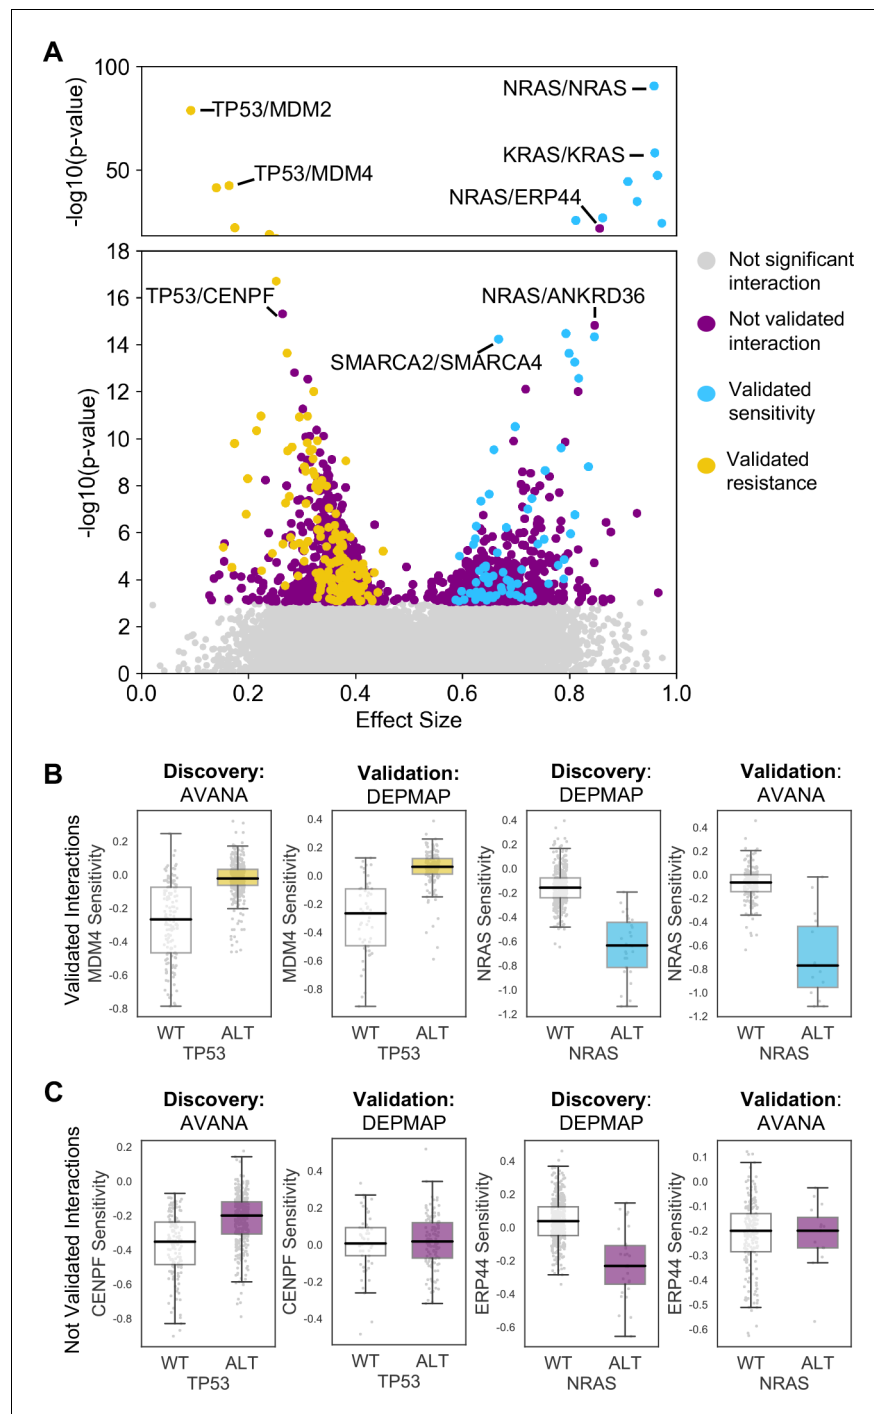 A
100
50
-log10(p-value)
TP53/MDM2
TP53/MDM4
NRAS/NRAS
KRAS/KRAS
NRAS/ERP44
18
16
14
12
10
8
6
4
2
0
-log10(p-value)
TP53/CENPF
NRAS/ANKRD36
SMARCA2/SMARCA4
0.0
0.2
0.4
0.6
0.8
1.0
Effect Size
Not significant
interaction
Not validated
interaction
Validated
sensitivity
Validated
resistance
B
Validated Interactions
Discovery:
AVANA
MDM4 Sensitivity
0.2
0.0
-0.2
-0.4
-0.6
-0.8
WT
ALT
TP53
Validation:
DEPMAP
MDM4 Sensitivity
0.4
0.2
0.0
-0.2
-0.4
-0.6
-0.8
WT
ALT
TP53
Discovery:
DEPMAP
NRAS Sensitivity
0.4
0.2
0.0
-0.2
-0.4
-0.6
-0.8
-1.0
-1.2
WT
ALT
NRAS
Validation:
AVANA
NRAS Sensitivity
0.4
0.2
0.0
-0.2
-0.4
-0.6
-0.8
-1.0
-1.2
WT
ALT
NRAS
C
Not Validated Interactions
Discovery:
AVANA
CENPF Sensitivity
0.2
0.0
-0.2
-0.4
-0.6
-0.8
WT
ALT
TP53
Validation:
DEPMAP
CENPF Sensitivity
0.4
0.2
0.0
-0.2
-0.4
WT
ALT
TP53
Discovery:
DEPMAP
ERP44 Sensitivity
0.4
0.2
0.0
-0.2
-0.4
-0.6
WT
ALT
NRAS
Validation:
AVANA
ERP44 Sensitivity
0.1
0.0
-0.1
-0.2
-0.3
-0.4
-0.5
-0.6
WT
ALT
NRAS